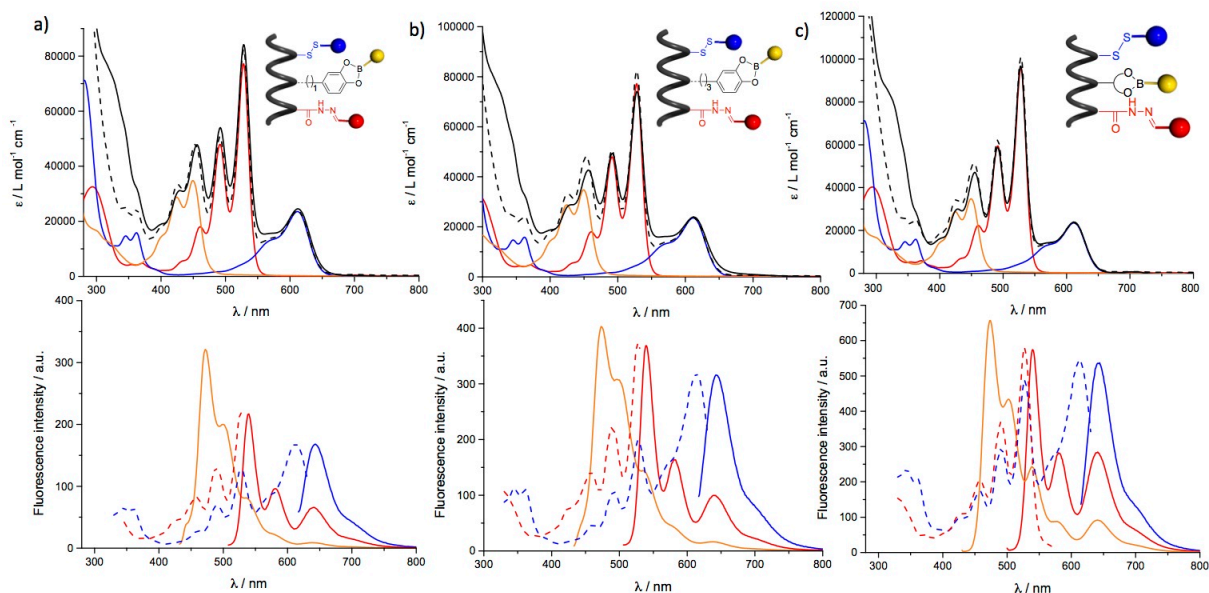 a)
ε / L mol⁻¹ cm⁻¹
80000
60000
40000
20000
0
300 400 500 600 700 800
λ / nm
S
S
( )₁
O
B
O
O
H
N
N
b)
ε / L mol⁻¹ cm⁻¹
100000
80000
60000
40000
20000
0
300 400 500 600 700 800
λ / nm
S
S
( )₃
O
B
O
O
H
N
N
c)
ε / L mol⁻¹ cm⁻¹
120000
100000
80000
60000
40000
20000
0
300 400 500 600 700 800
λ / nm
S
S
O
B
O
O
H
N
N
Fluorescence intensity / a.u.
400
300
200
100
0
300 400 500 600 700 800
λ / nm
Fluorescence intensity / a.u.
400
300
200
100
0
300 400 500 600 700 800
λ / nm
Fluorescence intensity / a.u.
700
600
500
400
300
200
100
0
300 400 500 600 700 800
λ / nm